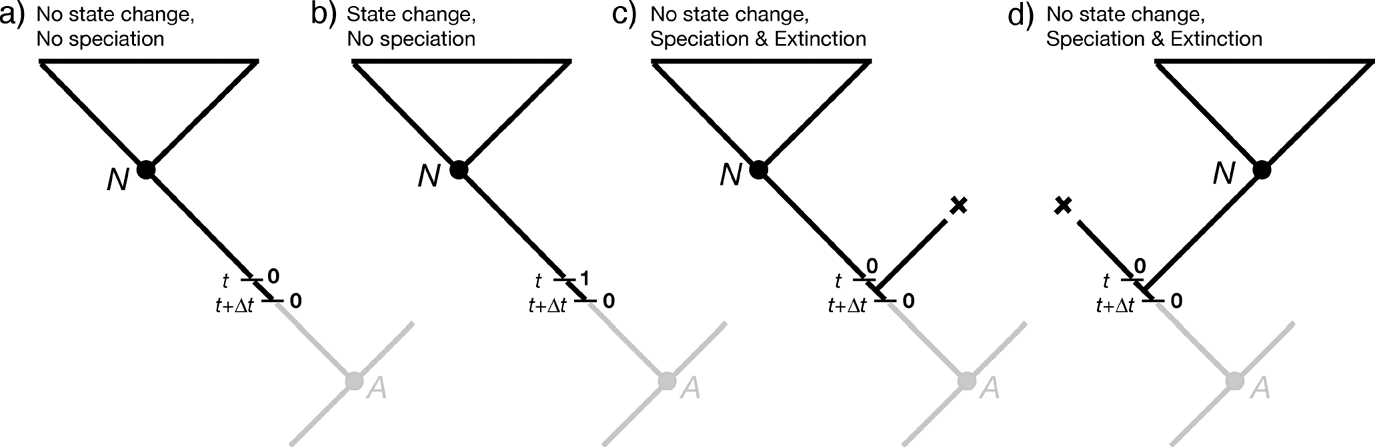 a) No state change,
No speciation
b) State change,
No speciation
c) No state change,
Speciation & Extinction
d) No state change,
Speciation & Extinction
N
t 0
t+Δt 0
A
N
t 1
t+Δt 0
A
N
t 0
t+Δt 0
A
N
t 0
t+Δt 0
A